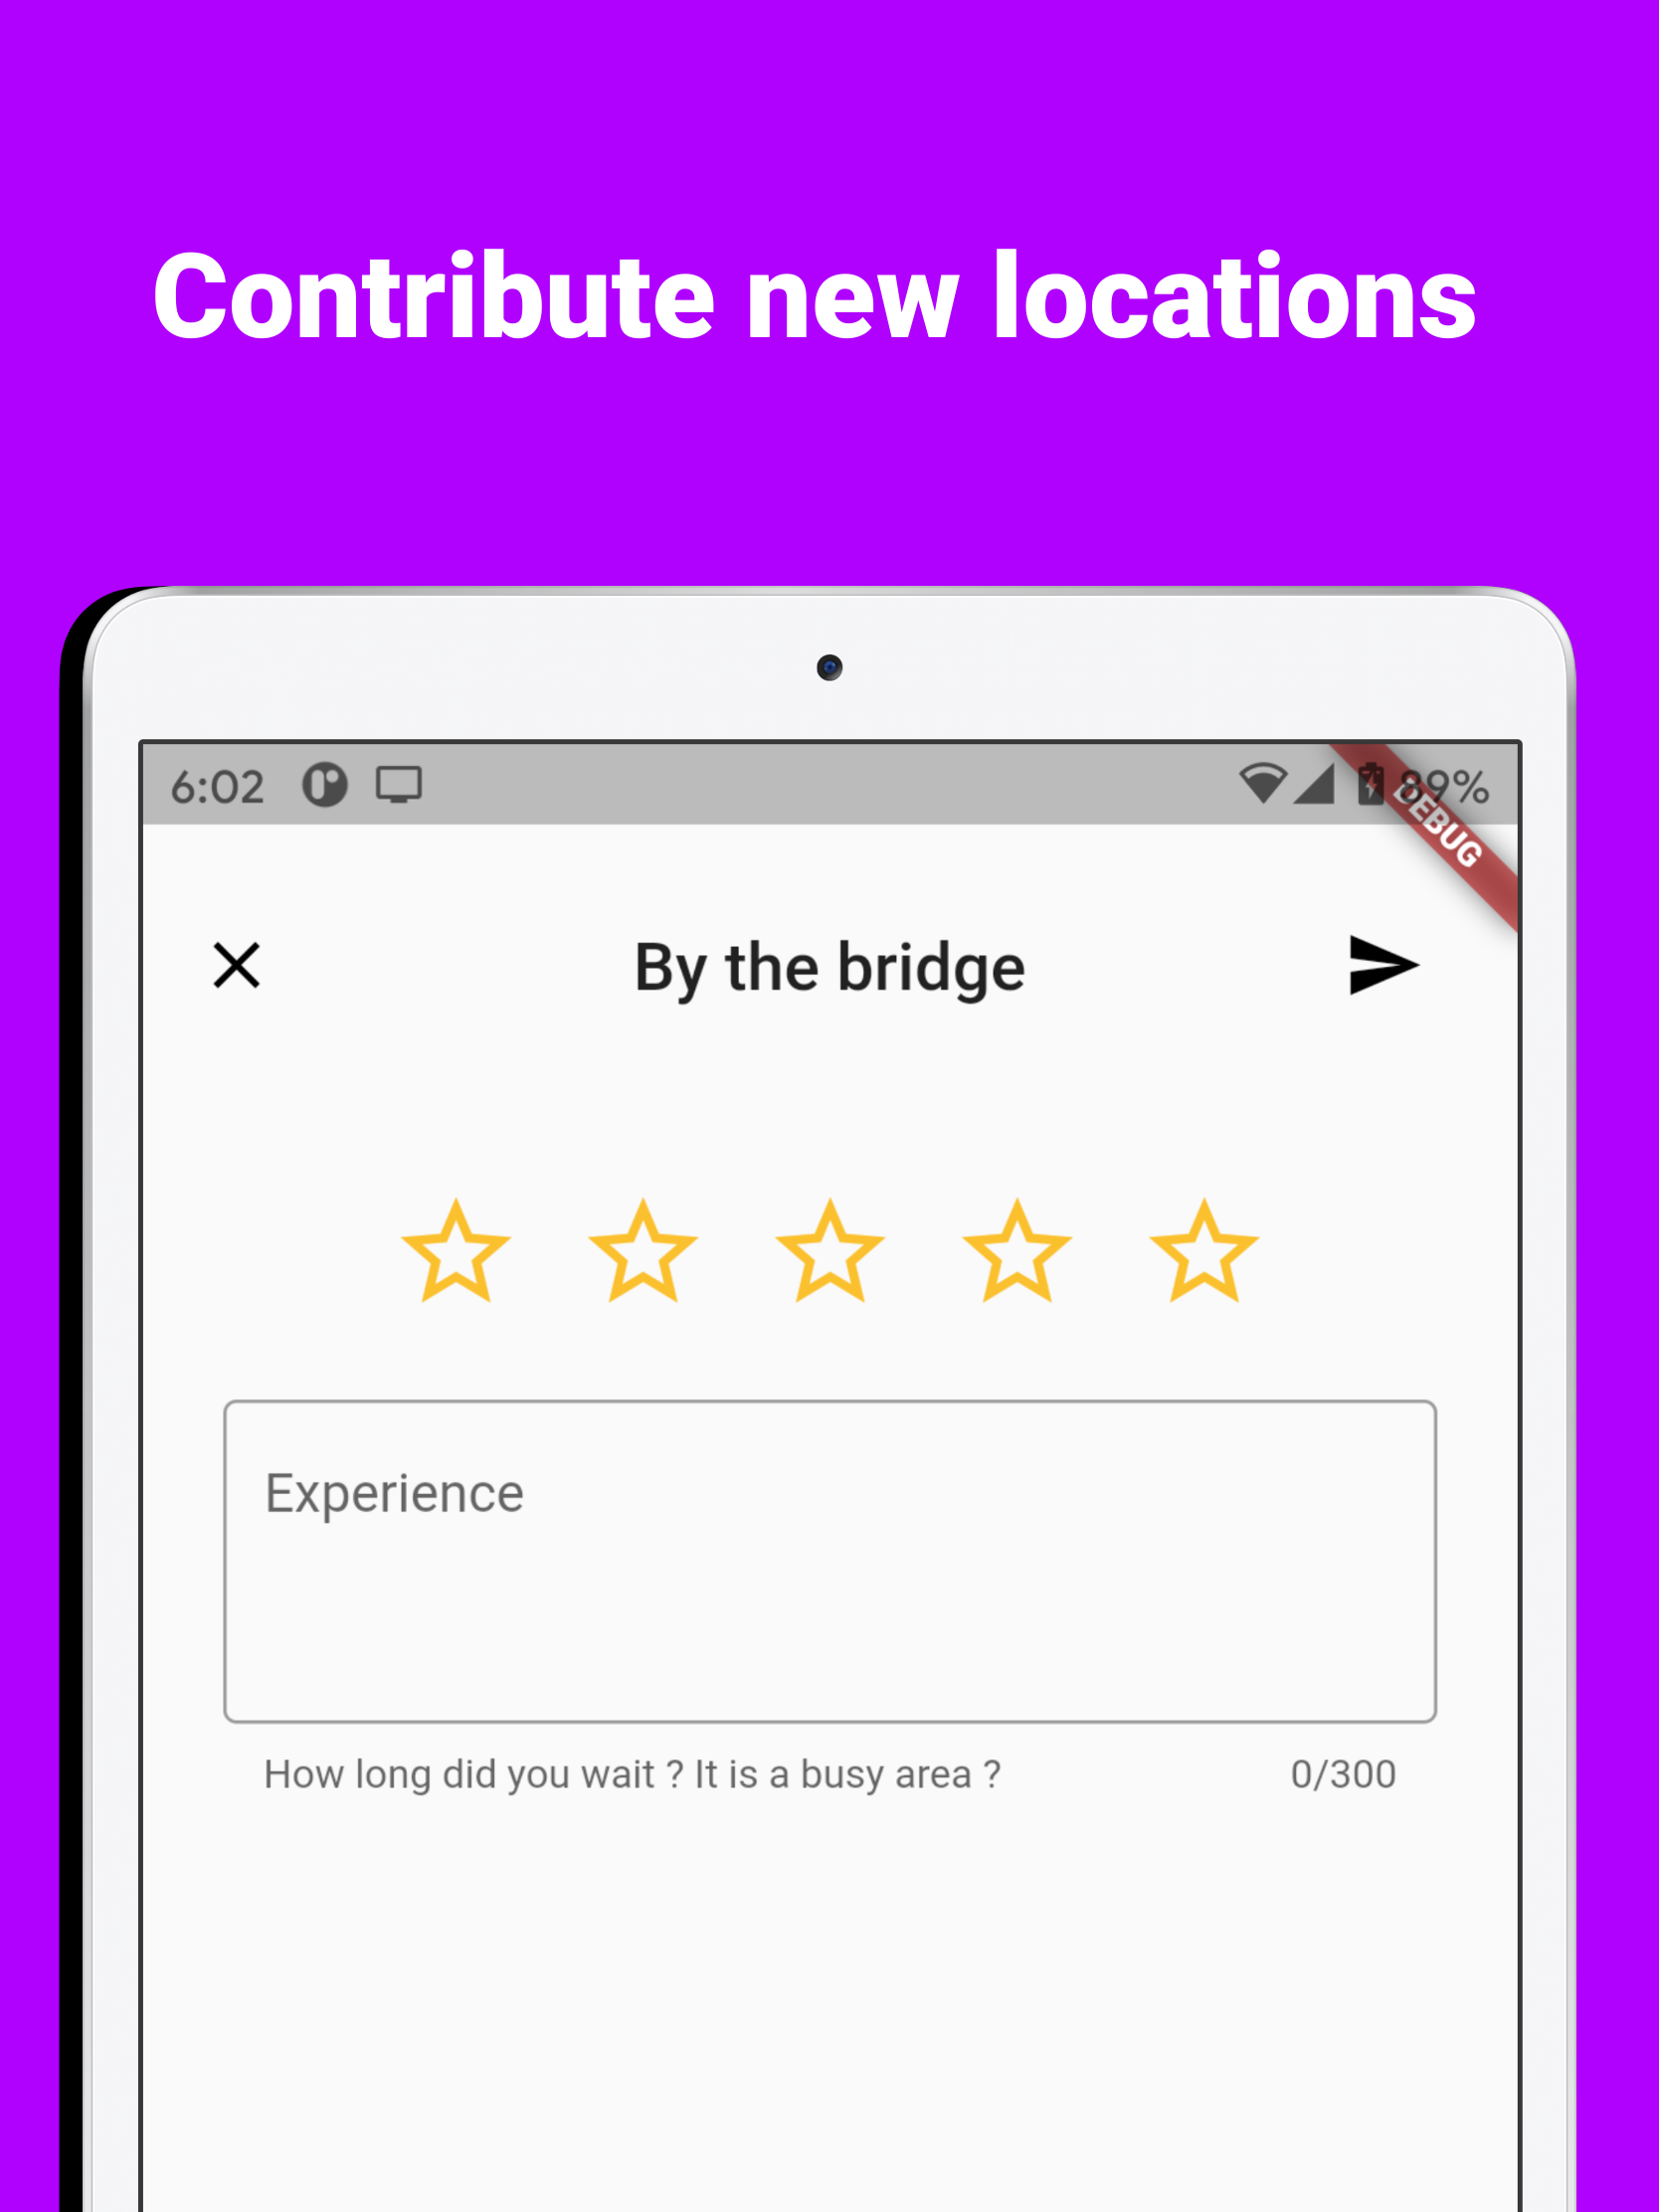 Contribute new locations
6:02
89%
DEBUG
By the bridge
Experience
How long did you wait ? It is a busy area ?
0/300